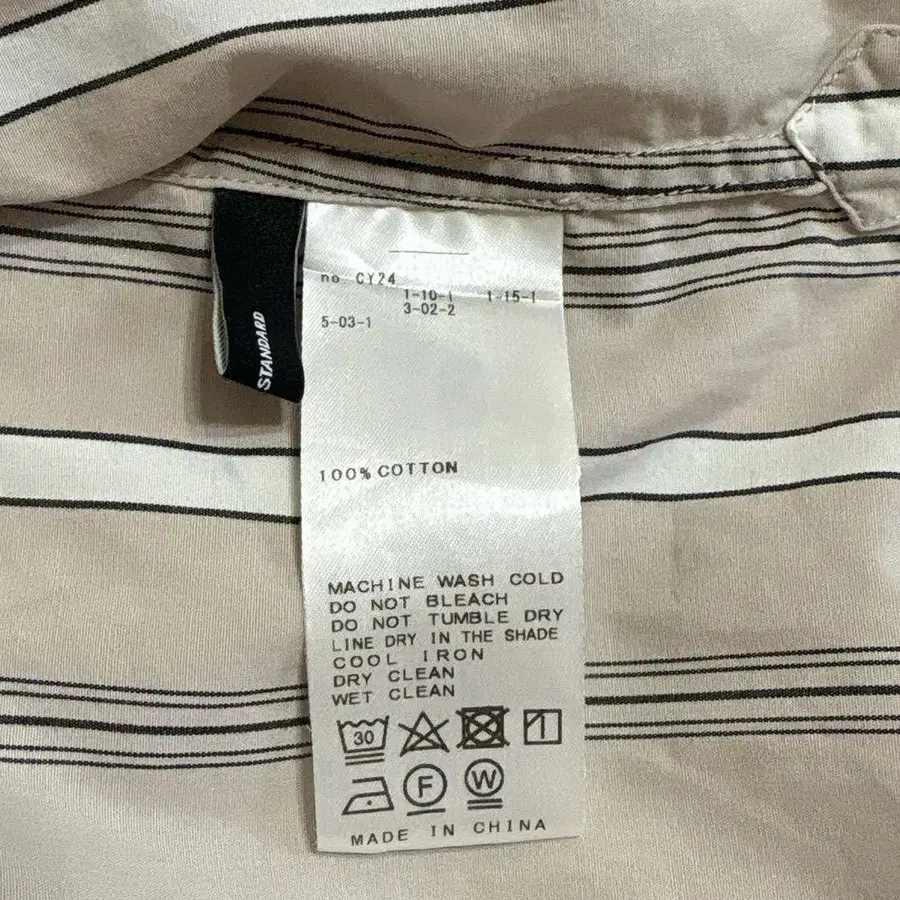 STANDARD
no CY24
1-10-1 1-15-1
3-02-2
5-03-1
100% COTTON
MACHINE WASH COLD
DO NOT BLEACH
DO NOT TUMBLE DRY
LINE DRY IN THE SHADE
COOL IRON
DRY CLEAN
WET CLEAN
30
F W
MADE IN CHINA